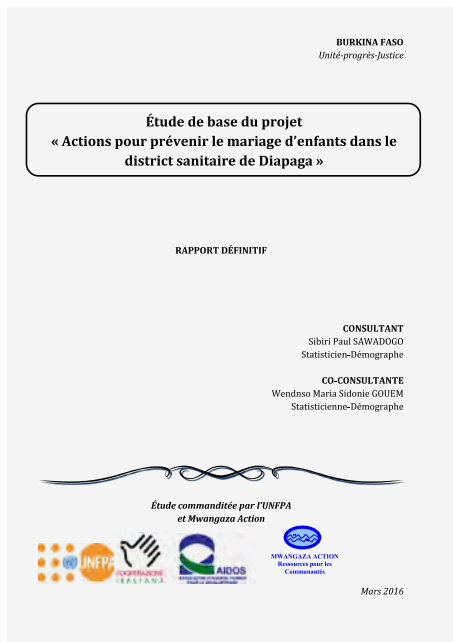 BURKINA FASO
Unité-progrès-Justice
Étude de base du projet
« Actions pour prévenir le mariage d'enfants dans le
district sanitaire de Diapaga »
RAPPORT DÉFINITIF
CONSULTANT
Sibiri Paul SAWADOGO
Statisticien-Démographe
CO-CONSULTANTE
Wendnso Maria Sidonie GOUEM
Statisticienne-Démographe
Étude commanditée par l'UNFPA
et Mwangaza Action
UNFPA
COOPERAZIONE
ITALIANA
AIDOS
MWANGAZA ACTION
Ressources pour les
Communautés
Mars 2016